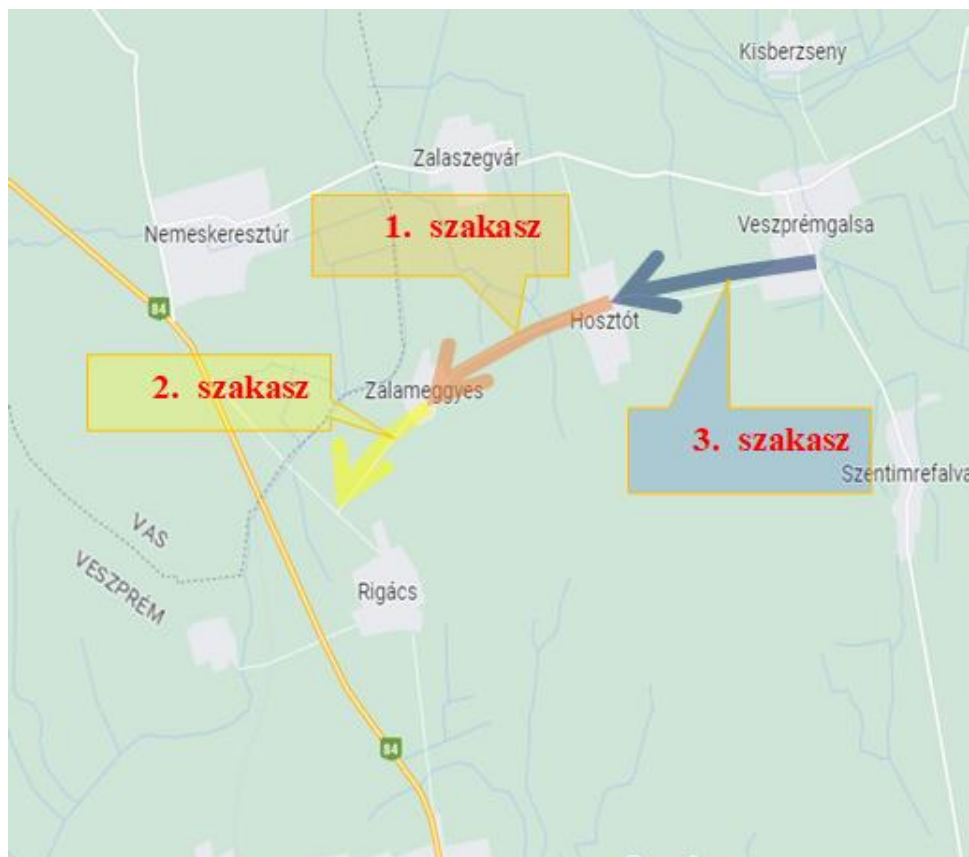 Kisberzseny
Zalaszegvár
Nemeskeresztúr
1. szakasz
Veszprémgalsa
84
Hosztót
2. szakasz
Zalameggyes
3. szakasz
Szentimrefalva
VAS
VESZPRÉM
Rigács
84